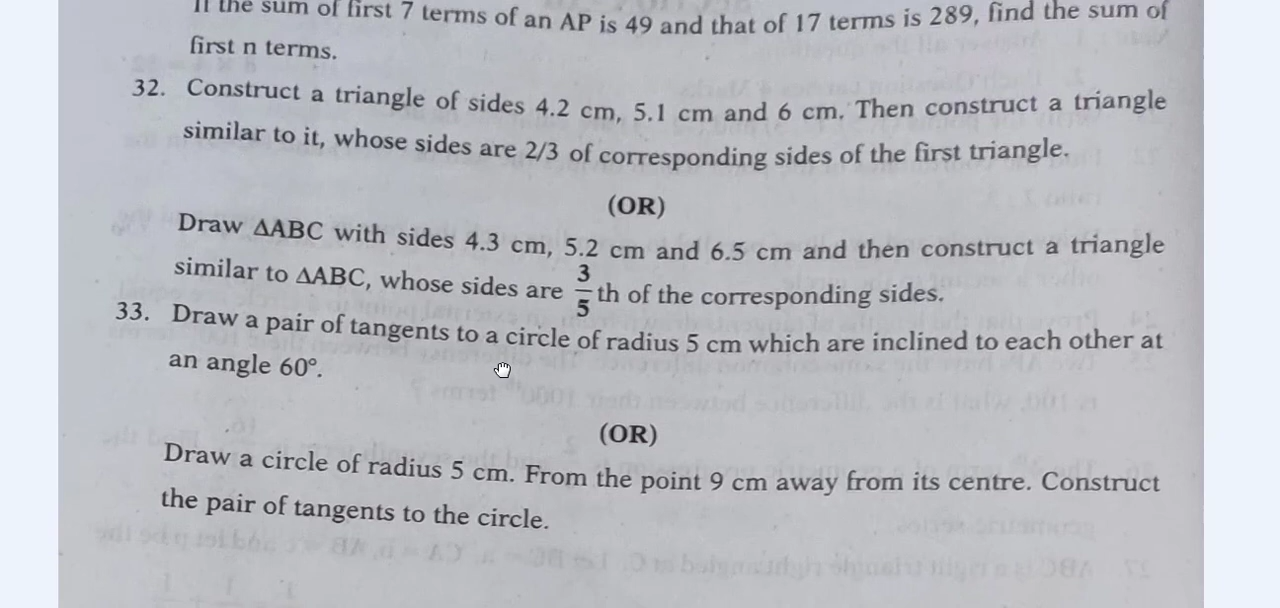 If the sum of first 7 terms of an AP is 49 and that of 17 terms is 289, find the sum of
first n terms.
32. Construct a triangle of sides 4.2 cm, 5.1 cm and 6 cm. Then construct a triangle
similar to it, whose sides are 2/3 of corresponding sides of the first triangle.
(OR)
Draw ΔABC with sides 4.3 cm, 5.2 cm and 6.5 cm and then construct a triangle
similar to ΔABC, whose sides are 3/5 th of the corresponding sides.
33. Draw a pair of tangents to a circle of radius 5 cm which are inclined to each other at
an angle 60°.
(OR)
Draw a circle of radius 5 cm. From the point 9 cm away from its centre. Construct
the pair of tangents to the circle.